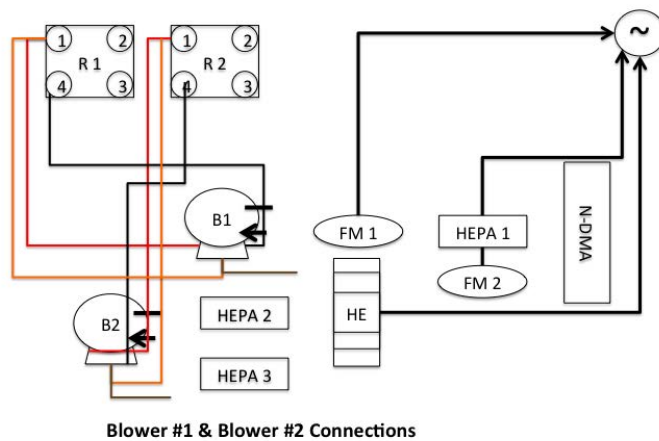 1 2
R 1
4 3
1 2
R 2
4 3
~
B1
FM 1
HEPA 1
N-DMA
FM 2
B2
HEPA 2
HE
HEPA 3
Blower #1 & Blower #2 Connections